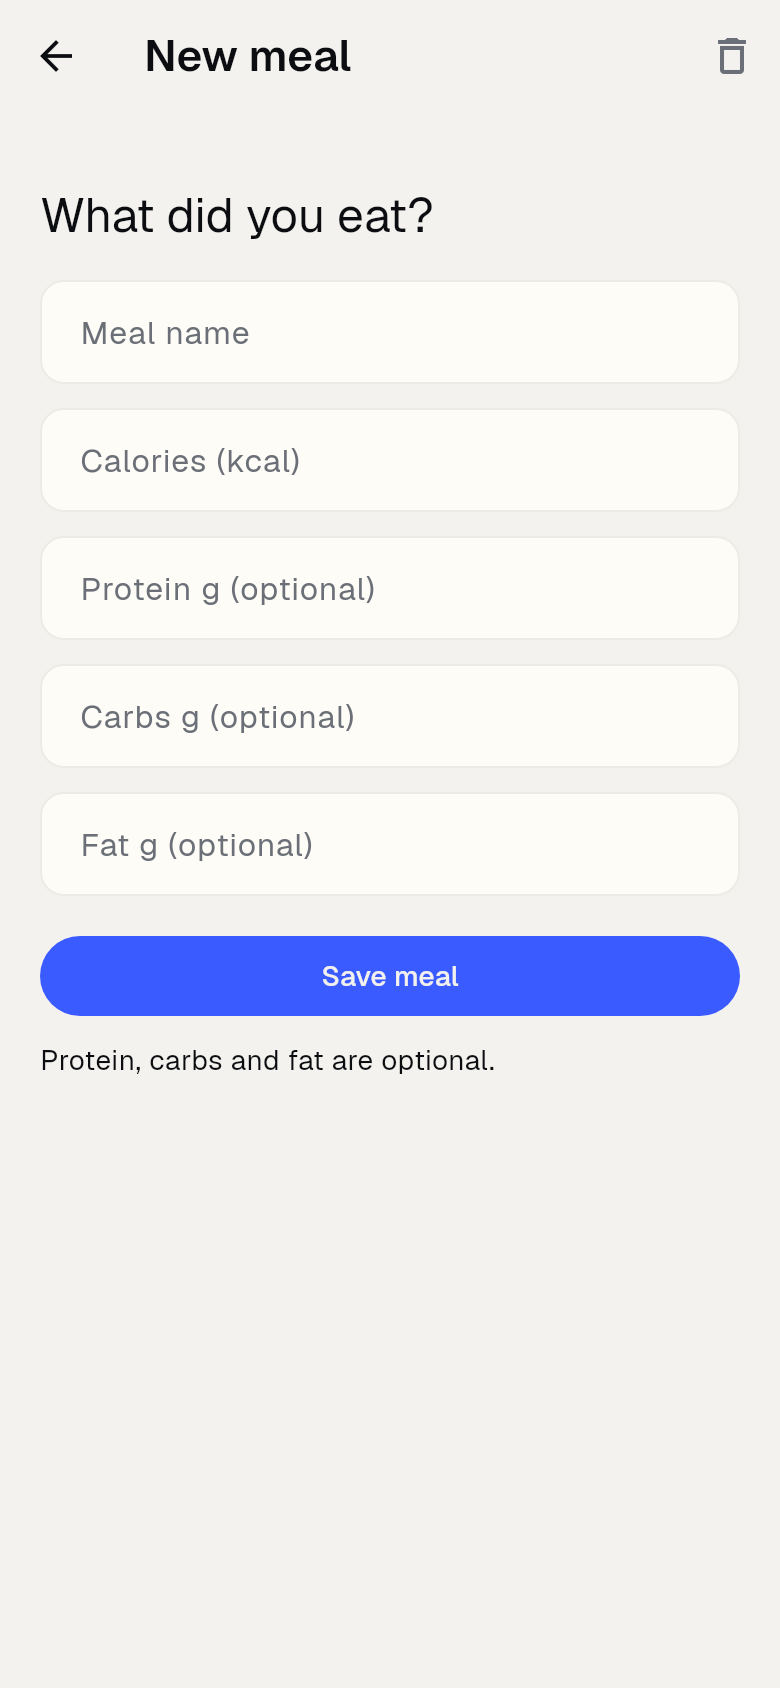 New meal
What did you eat?
Meal name
Calories (kcal)
Protein g (optional)
Carbs g (optional)
Fat g (optional)
Save meal
Protein, carbs and fat are optional.